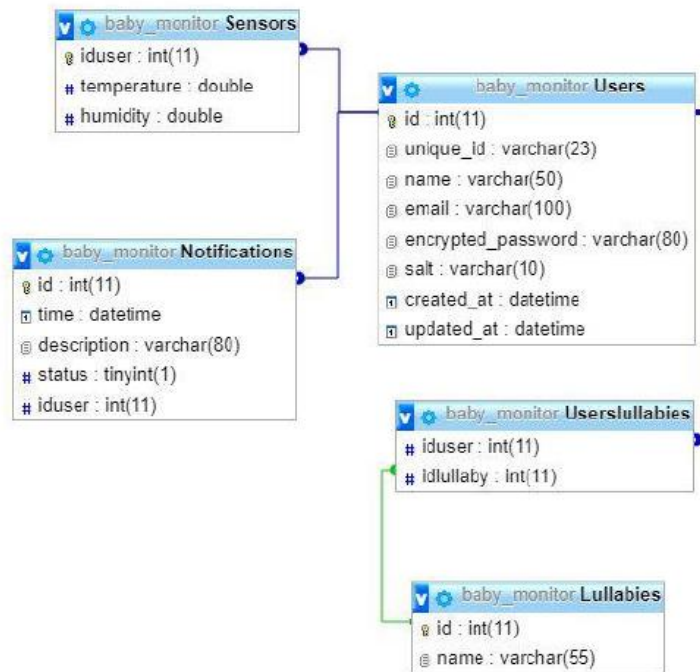 baby_monitor Sensors
iduser : int(11)
# temperature : double
# humidity : double
baby_monitor Users
id : int(11)
unique_id : varchar(23)
name : varchar(50)
email : varchar(100)
encrypted_password : varchar(80)
salt : varchar(10)
created_at : datetime
updated_at : datetime
baby_monitor Notifications
id : int(11)
time : datetime
description : varchar(80)
# status : tinyint(1)
# iduser : int(11)
baby_monitor Userslullabies
# iduser : int(11)
# idlullaby : int(11)
baby_monitor Lullabies
id : int(11)
name : varchar(55)